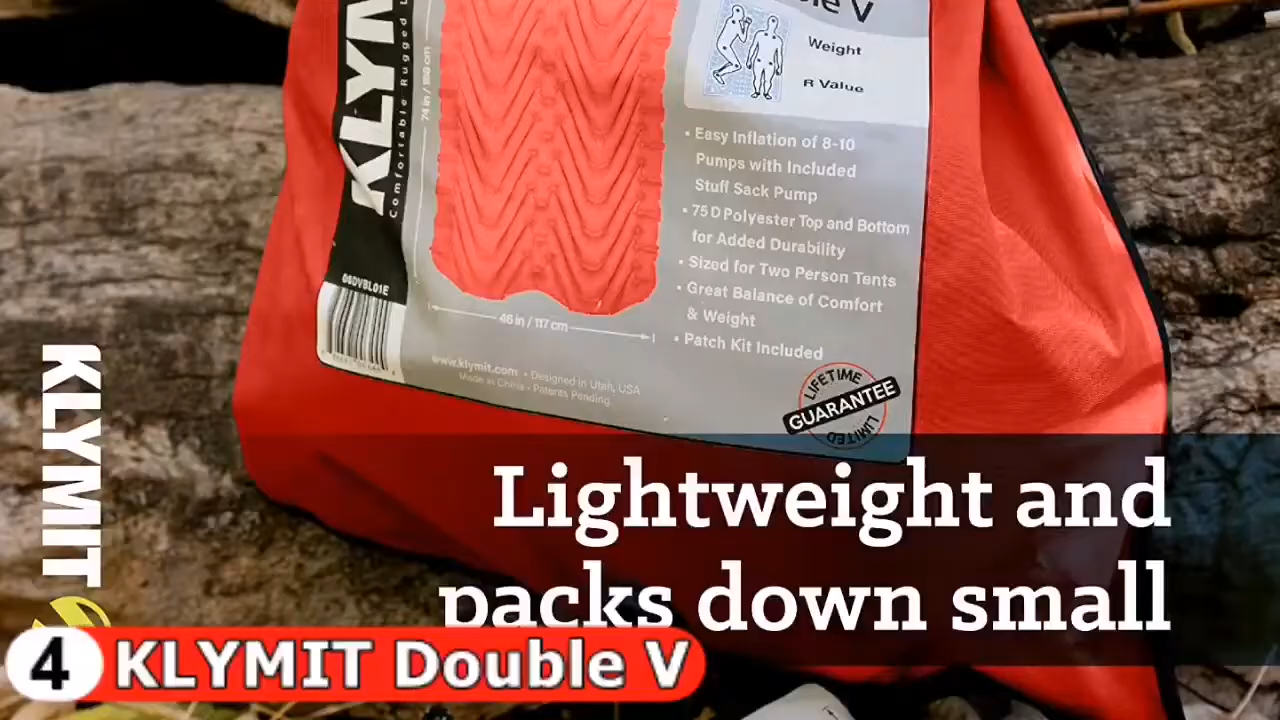 KLYM
Comfortable Rugged
74 in / 188 cm
06DVBL01E
46 in / 117 cm
www.klymit.com • Designed in Utah, USA
Made in China • Patents Pending
V
Weight
R Value
• Easy Inflation of 8-10
Pumps with Included
Stuff Sack Pump
• 75D Polyester Top and Bottom
for Added Durability
• Sized for Two Person Tents
• Great Balance of Comfort
& Weight
• Patch Kit Included
LIFETIME
GUARANTEE
LIMITED
KLYMIT
Lightweight and
packs down small
4 KLYMIT Double V